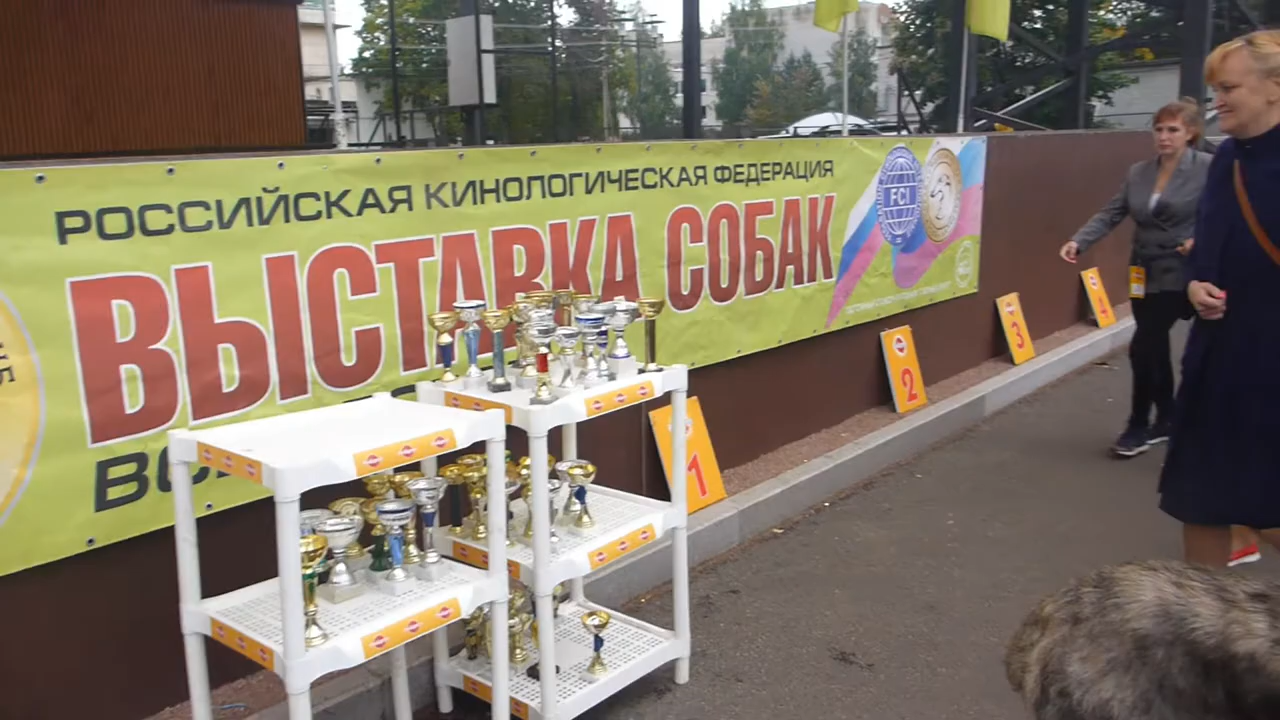 РОССИЙСКАЯ КИНОЛОГИЧЕСКАЯ ФЕДЕРАЦИЯ
ВЫСТАВКА СОБАК
FCI
1
2
3
4